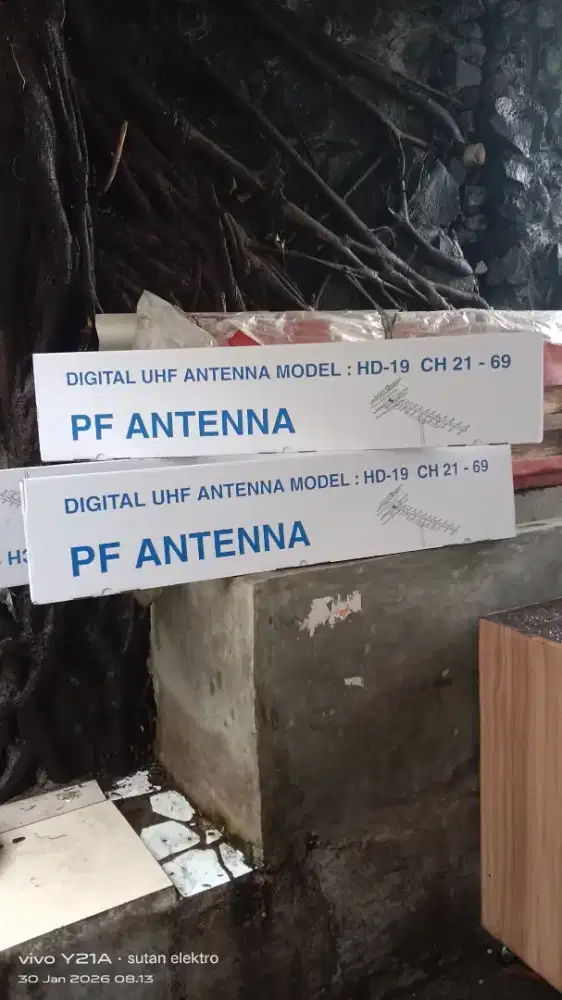 DIGITAL UHF ANTENNA MODEL : HD-19 CH 21 - 69
PF ANTENNA
DIGITAL UHF ANTENNA MODEL : HD-19 CH 21 - 69
PF ANTENNA
vivo Y21A · sutan elektro
30 Jan 2026 08.13